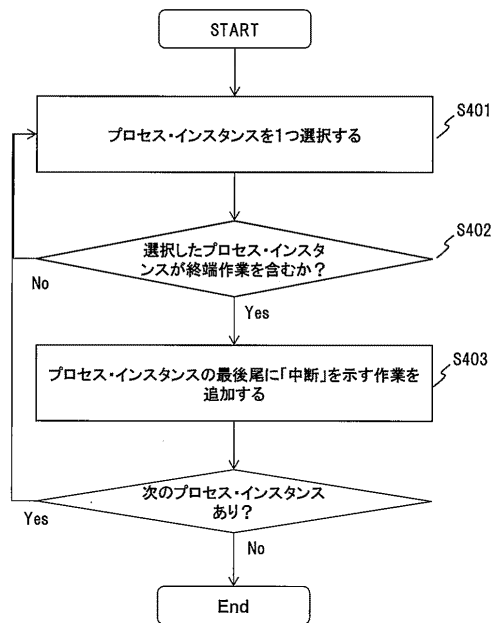 START
プロセス・インスタンスを1つ選択する
S401
選択したプロセス・インスタ
ンスが終端作業を含むか？
S402
No
Yes
プロセス・インスタンスの最後尾に「中断」を示す作業を
追加する
S403
次のプロセス・インスタンス
あり？
Yes
No
End